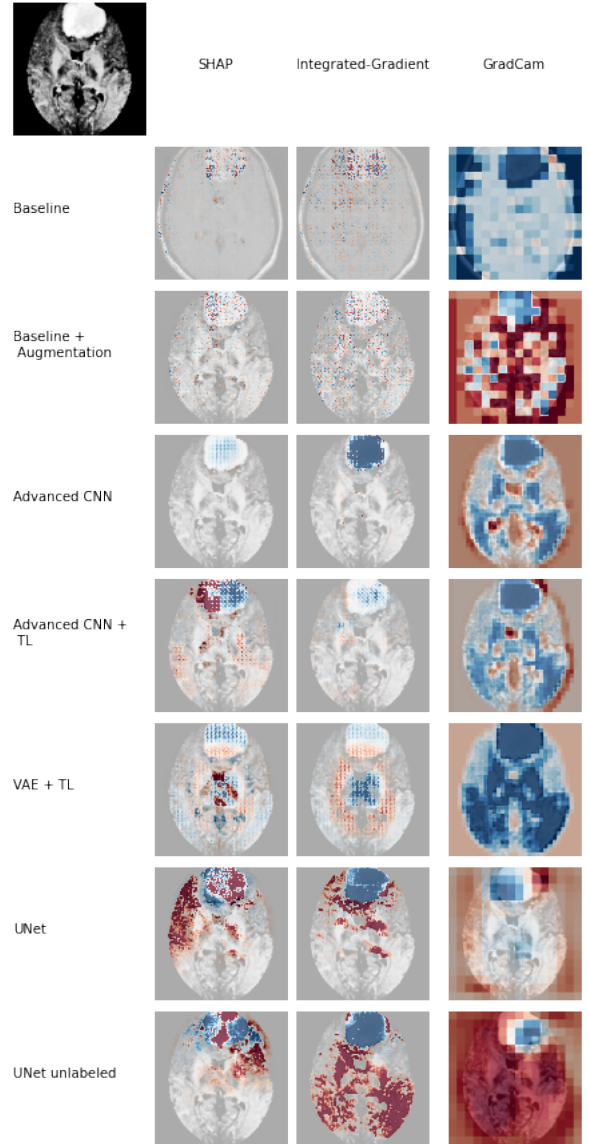 SHAP Integrated-Gradient GradCam
Baseline
Baseline +
Augmentation
Advanced CNN
Advanced CNN +
TL
VAE + TL
UNet
UNet unlabeled